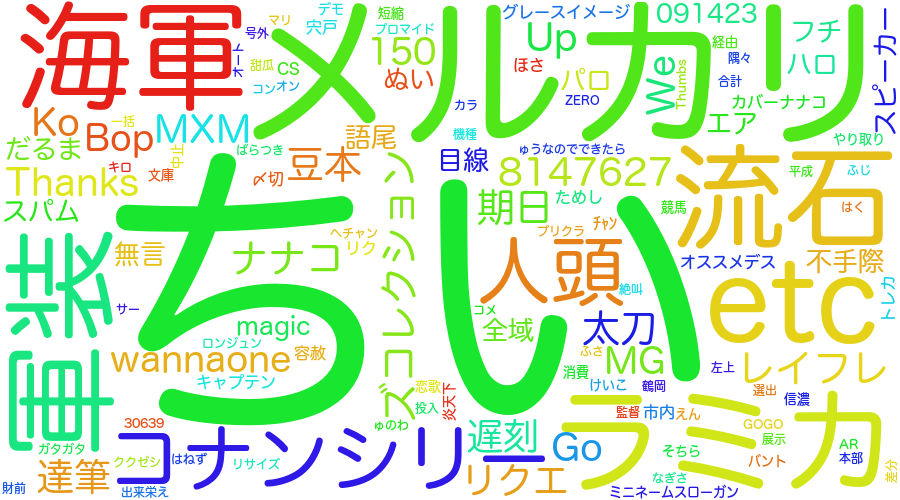 海軍
メルカリ
グレースイメージ
091423
デモ
マリ
号外
宍戸
短縮
ブロマイド
オート
甜瓜
CS
コンオン
150
ぬい
Up
ほさ
カラ
ZERO
パロ
We
Thumbs
経由
隅々
合計
フチ
ハロ
スピーカー
カバーナナコ
エア
やり取り
Ko
一括
Bop
MXM
語尾
だるま
キロ
中止
ばらつき
文庫
〆切
豆本
機種
目線
ゅうなのでできたら
8147627
流石
平成
ふじ
Thanks
スパム
ちい
期日
ためし
競馬
はく
ズコレクション
軍装
無言
ナナコ
ヘチャン
リク
人頭
チャン
プリクラ
絶叫
オススメデス
不手際
etc
トレカ
サー
magic
ロンジュン
容赦
wannaone
キャプテン
コメ
全域
太刀
ふさ
MG
消費
けいこ
鶴岡
左上
レイフレ
選出
信濃
恋歌
投入
炎天下
ラミカ
30639
ゅのわ
監督
市内
えん
GOGO
展示
AR
本部
差分
コナンシリー
遅刻
Go
そちら
パント
ガタガタ
ククゼシ
はねず
リサイズ
達筆
財前
出来栄え
リクエ
なぎさ
ミニネームスローガン